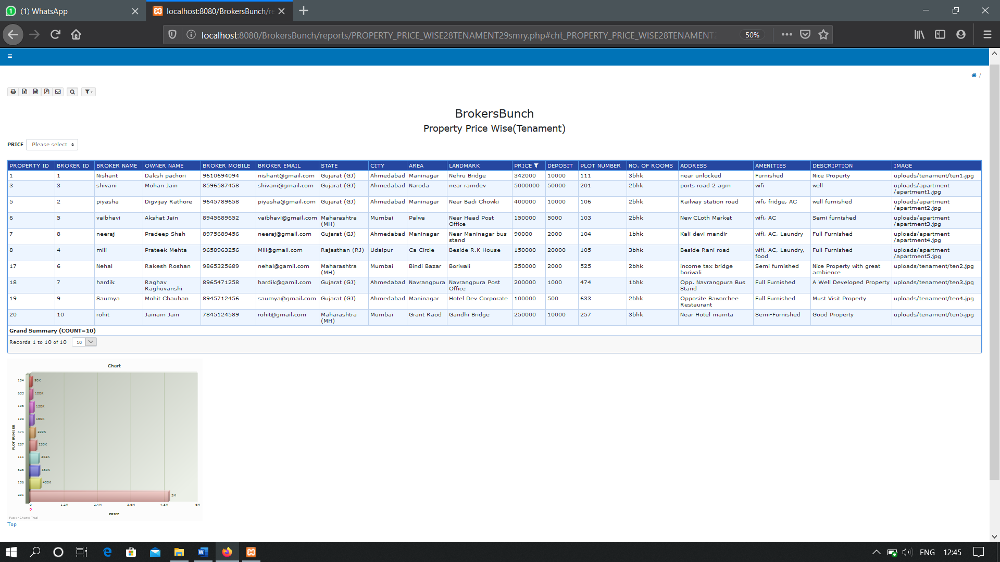 (1) WhatsApp
localhost:8080/BrokersBunch/re
localhost:8080/BrokersBunch/reports/PROPERTY_PRICE_WISE28TENAMENT29smry.php#cht_PROPERTY_PRICE_WISE28TENAMENT
50%
/
BrokersBunch
Property Price Wise(Tenament)
PRICE Please select
PROPERTY ID BROKER ID BROKER NAME OWNER NAME BROKER MOBILE BROKER EMAIL STATE CITY AREA LANDMARK PRICE DEPOSIT PLOT NUMBER NO. OF ROOMS ADDRESS AMENITIES DESCRIPTION IMAGE
1 1 Nishant Daksh pachori 9610694094 nishant@gmail.com Gujarat (GJ) Ahmedabad Maninagar Nehru Bridge 342000 10000 111 3bhk near unlocked Furnished Nice Property uploads/tenament/ten1.jpg
3 3 shivani Mohan Jain 8596587458 shivani@gmail.com Gujarat (GJ) Ahmedabad Naroda near ramdev 5000000 50000 201 2bhk ports road 2 agm wifi well uploads/apartment
/apartment1.jpg
5 2 piyasha Digvijay Rathore 9645789658 piyasha@gmail.com Gujarat (GJ) Ahmedabad Maninagar Near Badi Chowki 400000 10000 106 2bhk Railway station road wifi, fridge, AC well furnished uploads/apartment
/apartment2.jpg
6 5 vaibhavi Akshat Jain 8945689652 vaibhavi@gmail.com Maharashtra Mumbai Palwa Near Head Post 150000 5000 103 2bhk New CLoth Market wifi, AC Semi furnished uploads/apartment
(MH) Office /apartment3.jpg
7 8 neeraj Pradeep Shah 8975689456 neeraj@gmail.com Gujarat (GJ) Ahmedabad Maninagar Near Maninagar bus 90000 2000 104 1bhk Kali devi mandir wifi, AC, Laundry Full Furnished uploads/apartment
stand /apartment4.jpg
8 4 mili Prateek Mehta 9658963256 Mili@gmail.com Rajasthan (RJ) Udaipur Ca Circle Beside R.K House 150000 20000 105 3bhk Beside Rani road wifi, AC, Laundry, Full Furnished uploads/apartment
food /apartment5.jpg
17 6 Nehal Rakesh Roshan 9865325689 nehal@gamil.com Maharashtra Mumbai Bindi Bazar Boriwali 350000 2000 525 2bhk income tax bridge Semi furnished Nice Property with great uploads/tenament/ten2.jpg
(MH) boriwali ambience
18 7 hardik Raghav 8965471258 hardik@gamil.com Gujarat (GJ) Ahmedabad Navrangpura Navrangpura Post 200000 1000 474 1bhk Opp. Navrangpura Bus Full Furnished A Well Developed Property uploads/tenament/ten3.jpg
Raghuvanshi Office Stand
19 9 Saumya Mohit Chauhan 8945712456 saumya@gmail.com Gujarat (GJ) Ahmedabad Maninagar Hotel Dev Corporate 100000 500 633 2bhk Opposite Bawarchee Full Furnished Must Visit Property uploads/tenament/ten4.jpg
Restaurant
20 10 rohit Jainam Jain 7845124589 rohit@gmail.com Maharashtra Mumbai Grant Raod Gandhi Bridge 250000 10000 257 3bhk Near Hotel mamta Semi-Furnished Good Property uploads/tenament/ten5.jpg
(MH)
Grand Summary (COUNT=10)
Records 1 to 10 of 10 10
Chart
104 90K
633 100K
105 150K
103 150K
474 200K
257 250K
111 342K
525 350K
106 400K
201 5M
PLOT NUMBER
0 1.2M 2.4M 3.6M 4.8M 6M
0
PRICE
FusionCharts Trial
Top
ENG 12:45